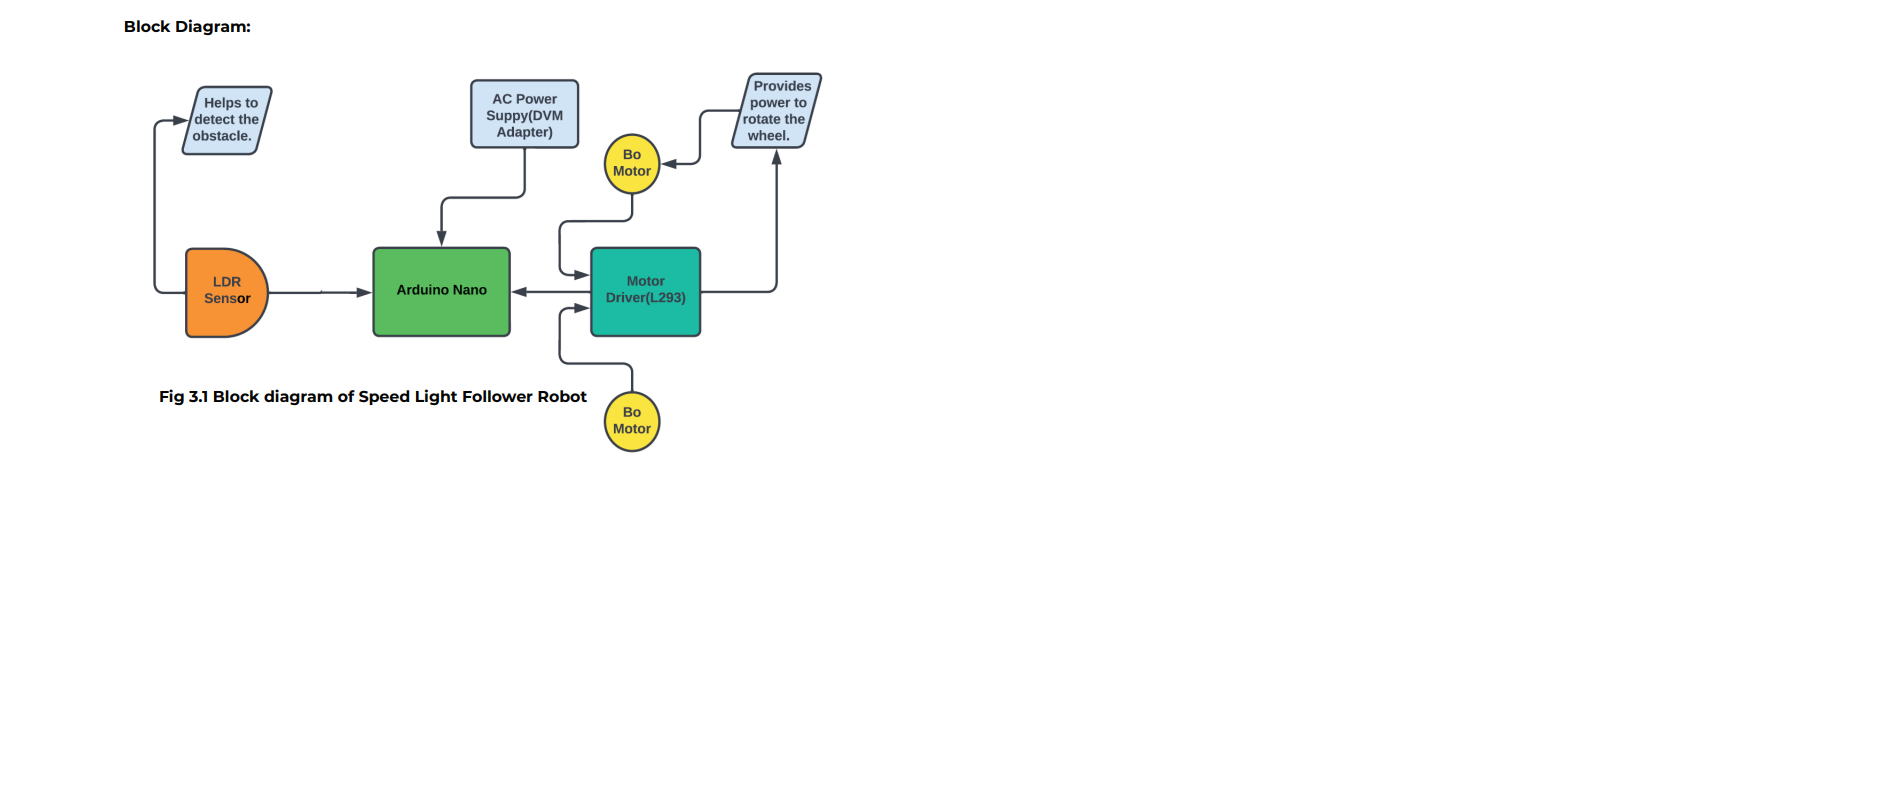 Block Diagram:
Helps to
detect the
obstacle.
AC Power
Suppy(DVM
Adapter)
Provides
power to
rotate the
wheel.
Bo
Motor
LDR
Sensor
Arduino Nano
Motor
Driver(L293)
Fig 3.1 Block diagram of Speed Light Follower Robot
Bo
Motor